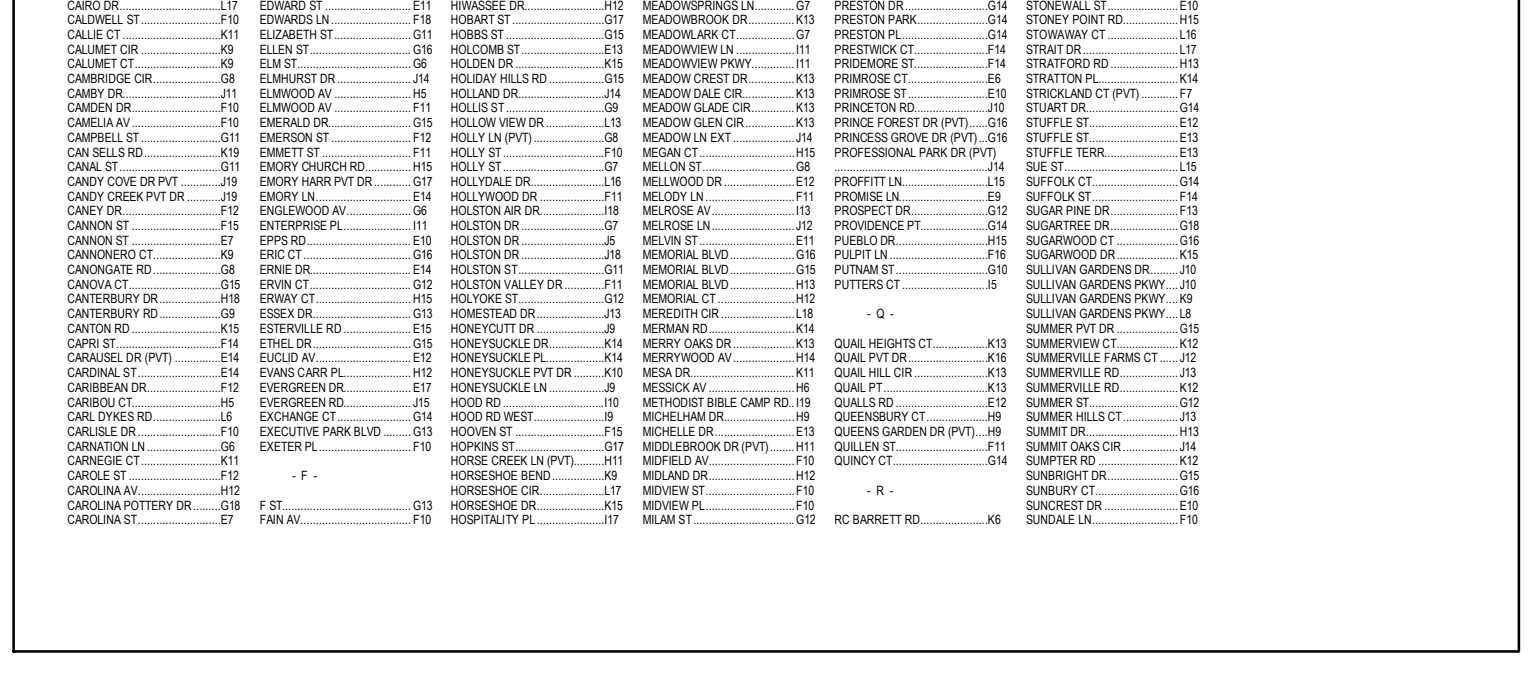 CAIRO DR....L17
CALDWELL ST....F10
CALLIE CT....K11
CALUMET CIR....K9
CALUMET CT....K9
CAMBRIDGE CIR....G8
CAMBY DR....J11
CAMDEN DR....F10
CAMELIA AV....F10
CAMPBELL ST....G11
CAN SELLS RD....K19
CANAL ST....G11
CANDY COVE DR PVT....J19
CANDY CREEK PVT DR....J19
CANEY DR....F12
CANNON ST....F15
CANNON ST....E7
CANNONERO CT....K9
CANONGATE RD....G8
CANOVA CT....G15
CANTERBURY DR....H18
CANTERBURY RD....G9
CANTON RD....K15
CAPRI ST....F14
CARAUSEL DR (PVT)....E14
CARDINAL ST....E14
CARIBBEAN DR....F12
CARIBOU CT....H5
CARL DYKES RD....L6
CARLISLE DR....F10
CARNATION LN....G6
CARNEGIE CT....K11
CAROLE ST....F12
CAROLINA AV....H12
CAROLINA POTTERY DR....G18
CAROLINA ST....E7
EDWARD ST....E11
EDWARDS LN....F18
ELIZABETH ST....G11
ELLEN ST....G16
ELM ST....G6
ELMHURST DR....J14
ELMWOOD AV....H5
ELMWOOD AV....F11
EMERALD DR....G15
EMERSON ST....F12
EMMETT ST....F11
EMORY CHURCH RD....H15
EMORY HARR PVT DR....G17
EMORY LN....E14
ENGLEWOOD AV....G6
ENTERPRISE PL....I11
EPPS RD....E10
ERIC CT....G16
ERNIE DR....E14
ERVIN CT....G12
ERWAY CT....H15
ESSEX DR....G13
ESTERVILLE RD....E15
ETHEL DR....G15
EUCLID AV....E12
EVANS CARR PL....H12
EVERGREEN DR....E17
EVERGREEN RD....J15
EXCHANGE CT....G14
EXECUTIVE PARK BLVD....G13
EXETER PL....F10
- F -
F ST....G13
FAIN AV....F10
HIWASSEE DR....H12
HOBART ST....G17
HOBBS ST....G15
HOLCOMB ST....E13
HOLDEN DR....K15
HOLIDAY HILLS RD....G15
HOLLAND DR....J14
HOLLIS ST....G9
HOLLOW VIEW DR....L13
HOLLY LN (PVT)....G8
HOLLY ST....F10
HOLLY ST....G7
HOLLYDALE DR....L16
HOLLYWOOD DR....F11
HOLSTON AIR DR....I18
HOLSTON DR....G7
HOLSTON DR....J5
HOLSTON DR....J18
HOLSTON ST....G11
HOLSTON VALLEY DR....F11
HOLYOKE ST....G12
HOMESTEAD DR....J13
HONEYCUTT DR....J9
HONEYSUCKLE DR....K14
HONEYSUCKLE PL....K14
HONEYSUCKLE PVT DR....K10
HONEYSUCKLE LN....J9
HOOD RD....I10
HOOD RD WEST....I9
HOOVEN ST....F15
HOPKINS ST....G17
HORSE CREEK LN (PVT)....H11
HORSESHOE BEND....K9
HORSESHOE CIR....L17
HORSESHOE DR....K15
HOSPITALITY PL....I17
MEADOWSPRINGS LN....G7
MEADOWBROOK DR....K13
MEADOWLARK CT....G7
MEADOWVIEW LN....I11
MEADOWVIEW PKWY....I11
MEADOW CREST DR....K13
MEADOW DALE CIR....K13
MEADOW GLADE CIR....K13
MEADOW GLEN CIR....K13
MEADOW LN EXT....J14
MEGAN CT....H15
MELLON ST....G8
MELLWOOD DR....E12
MELODY LN....F11
MELROSE AV....I13
MELROSE LN....J12
MELVIN ST....E11
MEMORIAL BLVD....G16
MEMORIAL BLVD....G15
MEMORIAL BLVD....H13
MEMORIAL CT....H12
MEREDITH CIR....L18
MERMAN RD....K14
MERRY OAKS DR....K13
MERRYWOOD AV....H14
MESA DR....K11
MESSICK AV....H6
METHODIST BIBLE CAMP RD..I19
MICHELHAM DR....H9
MICHELLE DR....E13
MIDDLEBROOK DR (PVT)....H11
MIDFIELD AV....F10
MIDLAND DR....H12
MIDVIEW ST....F10
MIDVIEW PL....F10
MILAM ST....G12
PRESTON DR....G14
PRESTON PARK....G14
PRESTON PL....G14
PRESTWICK CT....F14
PRIDEMORE ST....F14
PRIMROSE CT....E6
PRIMROSE ST....E10
PRINCETON RD....J10
PRINCE FOREST DR (PVT)....G16
PRINCESS GROVE DR (PVT)...G16
PROFESSIONAL PARK DR (PVT)
....J14
PROFFITT LN....L15
PROMISE LN....E9
PROSPECT DR....G12
PROVIDENCE PT....G14
PUEBLO DR....H15
PULPIT LN....F16
PUTNAM ST....G10
PUTTERS CT....I5
- Q -
QUAIL HEIGHTS CT....K13
QUAIL PVT DR....K16
QUAIL HILL CIR....K13
QUAIL PT....K13
QUALLS RD....E12
QUEENSBURY CT....H9
QUEENS GARDEN DR (PVT)....H9
QUILLEN ST....F11
QUINCY CT....G14
- R -
RC BARRETT RD....K6
STONEWALL ST....E10
STONEY POINT RD....H15
STOWAWAY CT....L16
STRAIT DR....L17
STRATFORD RD....H13
STRATTON PL....K14
STRICKLAND CT (PVT)....F7
STUART DR....G14
STUFFLE ST....E12
STUFFLE ST....E13
STUFFLE TERR....E13
SUE ST....L15
SUFFOLK CT....G14
SUFFOLK ST....F14
SUGAR PINE DR....F13
SUGARTREE DR....G18
SUGARWOOD CT....G16
SUGARWOOD DR....K15
SULLIVAN GARDENS DR....J10
SULLIVAN GARDENS PKWY....J10
SULLIVAN GARDENS PKWY....K9
SULLIVAN GARDENS PKWY....L8
SUMMER PVT DR....G15
SUMMERVIEW CT....K12
SUMMERVILLE FARMS CT....J12
SUMMERVILLE RD....J13
SUMMERVILLE RD....K12
SUMMER ST....G12
SUMMER HILLS CT....J13
SUMMIT DR....H13
SUMMIT OAKS CIR....J14
SUMPTER RD....K12
SUNBRIGHT DR....G15
SUNBURY CT....G16
SUNCREST DR....E10
SUNDALE LN....F10